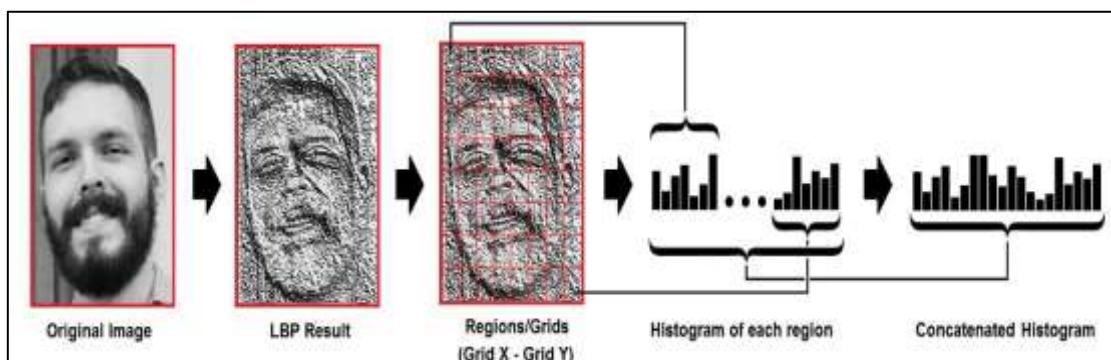 Original Image
LBP Result
Regions/Grids
(Grid X - Grid Y)
Histogram of each region
Concatenated Histogram